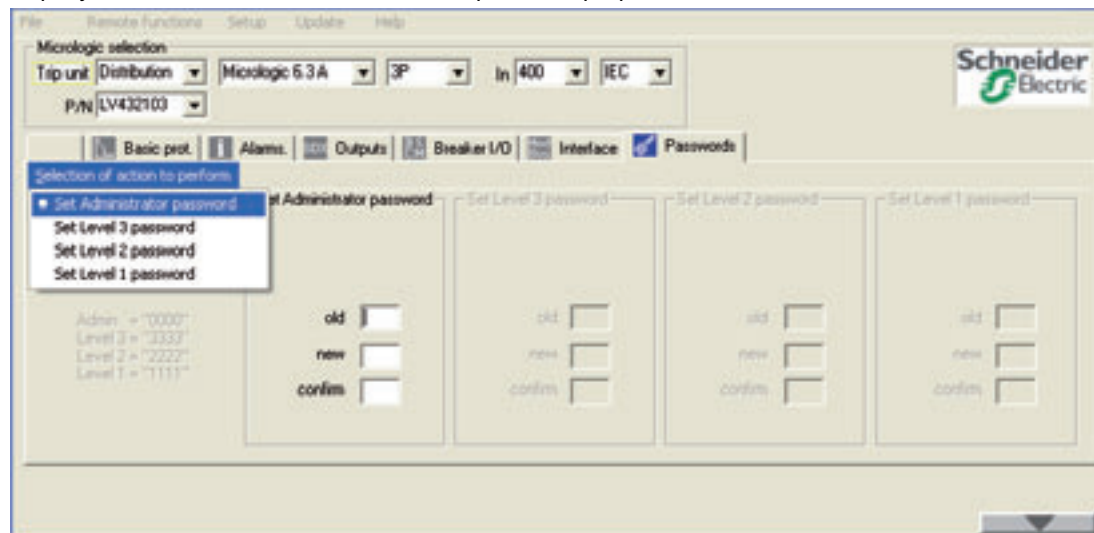 File Remote functions Setup Update Help
Micrologic selection
Trip unit Distribution Micrologic 6.3 A 3P In 400 IEC
P/N LV432103
Schneider
Electric
Basic prot. Alarms. Outputs Breaker I/O Interface Passwords
Selection of action to perform
Set Administrator password
Set Level 3 password
Set Level 2 password
Set Level 1 password
et Administrator password Set Level 3 password Set Level 2 password Set Level 1 password
Admin = "0000"
Level 3 = "3333"
Level 2 = "2222"
Level 1 = "1111"
old old old old
new new new new
confirm confirm confirm confirm